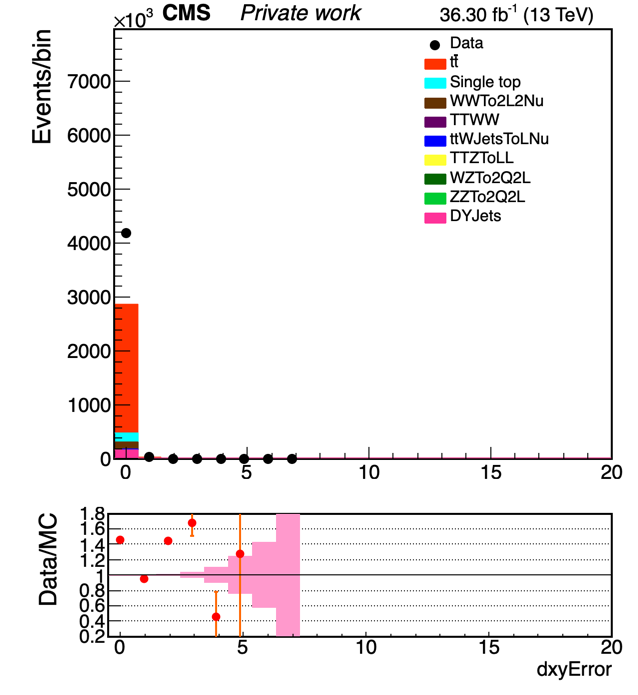 ×10³ CMS Private work 36.30 fb⁻¹ (13 TeV)
Events/bin
7000
6000
5000
4000
3000
2000
1000
0
Data
tt̄
Single top
WWTo2L2Nu
TTWW
ttWJetsToLNu
TTZToLL
WZTo2Q2L
ZZTo2Q2L
DYJets
0 5 10 15 20
Data/MC
1.8
1.6
1.4
1.2
1
0.8
0.6
0.4
0.2
0 5 10 15 20
dxyError